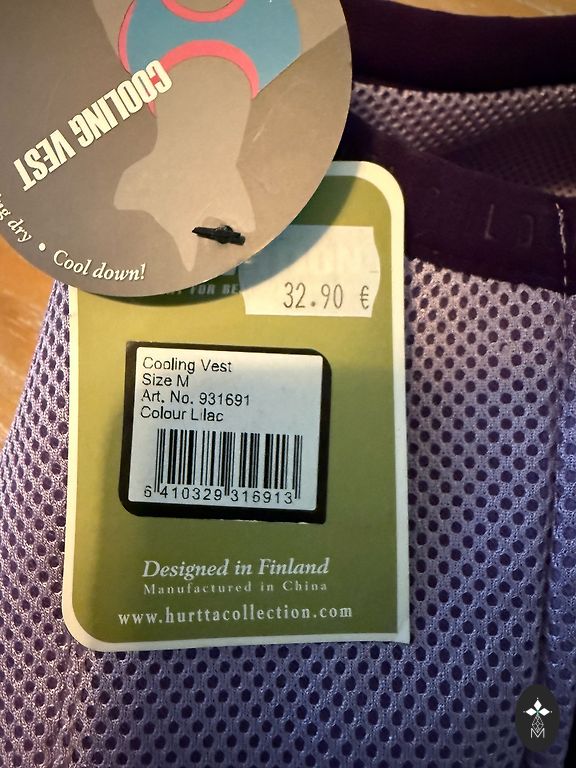 COOLING VEST
dry • Cool down!
32.90 €
Cooling Vest
Size M
Art. No. 931691
Colour Lilac
6 410329 316913
Designed in Finland
Manufactured in China
www.hurttacollection.com
M